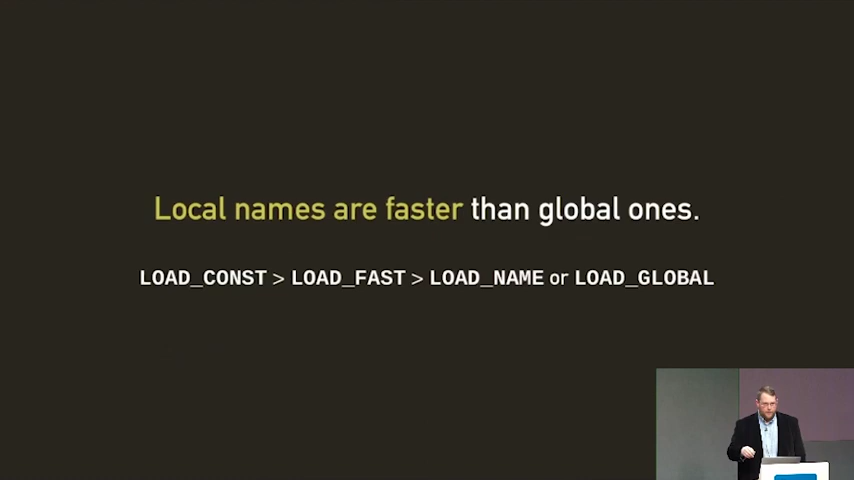 Local names are faster than global ones.
LOAD_CONST > LOAD_FAST > LOAD_NAME or LOAD_GLOBAL